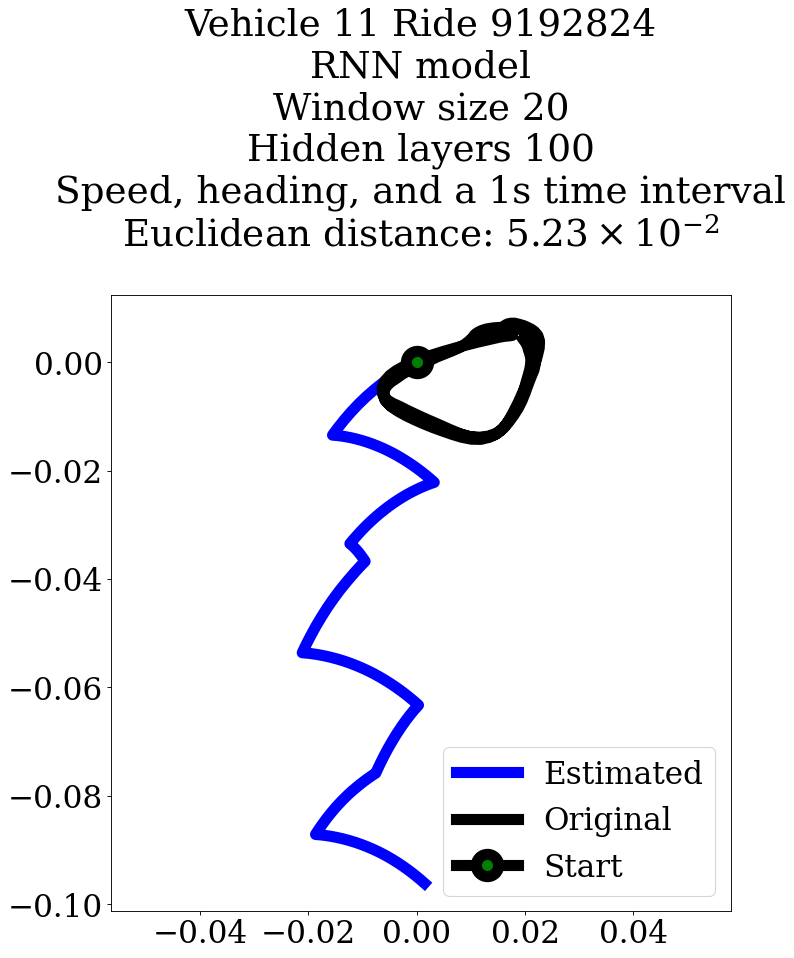 Vehicle 11 Ride 9192824
RNN model
Window size 20
Hidden layers 100
Speed, heading, and a 1s time interval
Euclidean distance: 5.23 × 10⁻²
0.00
−0.02
−0.04
−0.06
−0.08
−0.10
Estimated
Original
Start
−0.04 −0.02 0.00 0.02 0.04